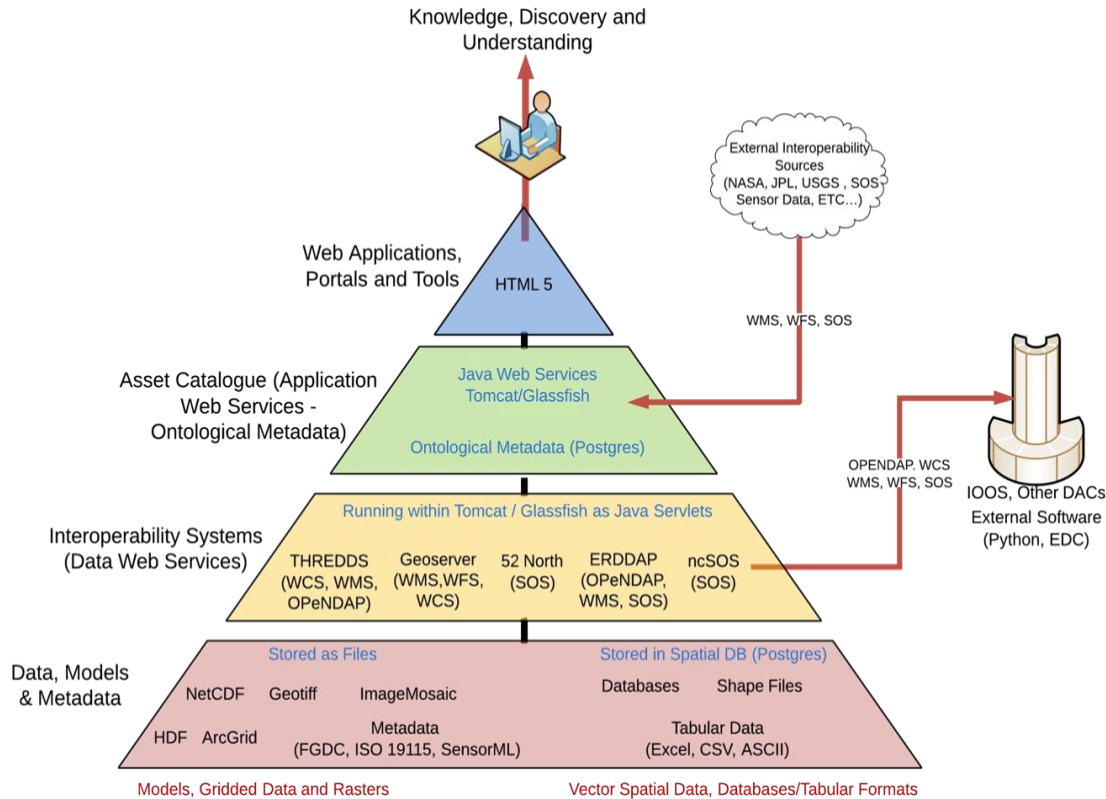 Knowledge, Discovery and
Understanding
External Interoperability
Sources
(NASA, JPL, USGS , SOS
Sensor Data, ETC...)
Web Applications,
Portals and Tools
HTML 5
WMS, WFS, SOS
Asset Catalogue (Application
Web Services -
Ontological Metadata)
Java Web Services
Tomcat/Glassfish
Ontological Metadata (Postgres)
OPENDAP. WCS
WMS, WFS, SOS
IOOS, Other DACs
External Software
(Python, EDC)
Interoperability Systems
(Data Web Services)
Running within Tomcat / Glassfish as Java Servlets
THREDDS
(WCS, WMS,
OPeNDAP)
Geoserver
(WMS,WFS,
WCS)
52 North
(SOS)
ERDDAP
(OPeNDAP,
WMS, SOS)
ncSOS
(SOS)
Data, Models
& Metadata
Stored as Files
NetCDF
Geotiff
ImageMosaic
HDF
ArcGrid
Metadata
(FGDC, ISO 19115, SensorML)
Stored in Spatial DB (Postgres)
Databases
Shape Files
Tabular Data
(Excel, CSV, ASCII)
Models, Gridded Data and Rasters
Vector Spatial Data, Databases/Tabular Formats